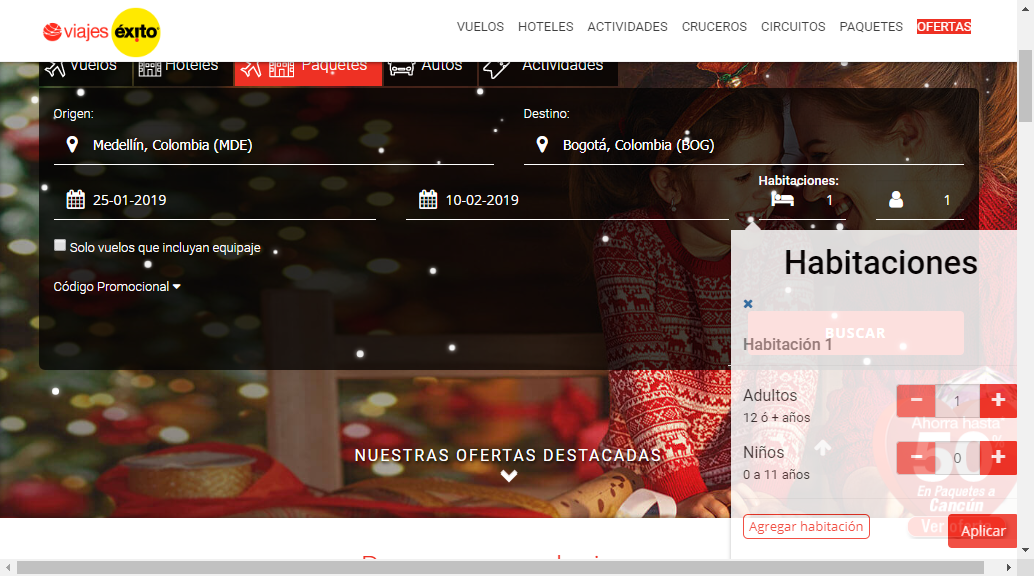 viajes éxito
VUELOS HOTELES ACTIVIDADES CRUCEROS CIRCUITOS PAQUETES OFERTAS
Vuelos Hoteles Paquetes Autos Actividades
Origen: Destino:
Medellín, Colombia (MDE) Bogotá, Colombia (BOG)
Habitaciones:
25-01-2019 10-02-2019 1 1
Solo vuelos que incluyan equipaje
Código Promocional
Habitaciones
BUSCAR
Habitación 1
Adultos
12 ó + años
− 1 +
Ahorra hasta
50%
Niños
0 a 11 años
− 0 +
En Paquetes a
Cancún
NUESTRAS OFERTAS DESTACADAS
Agregar habitación
Ver oferta
Aplicar